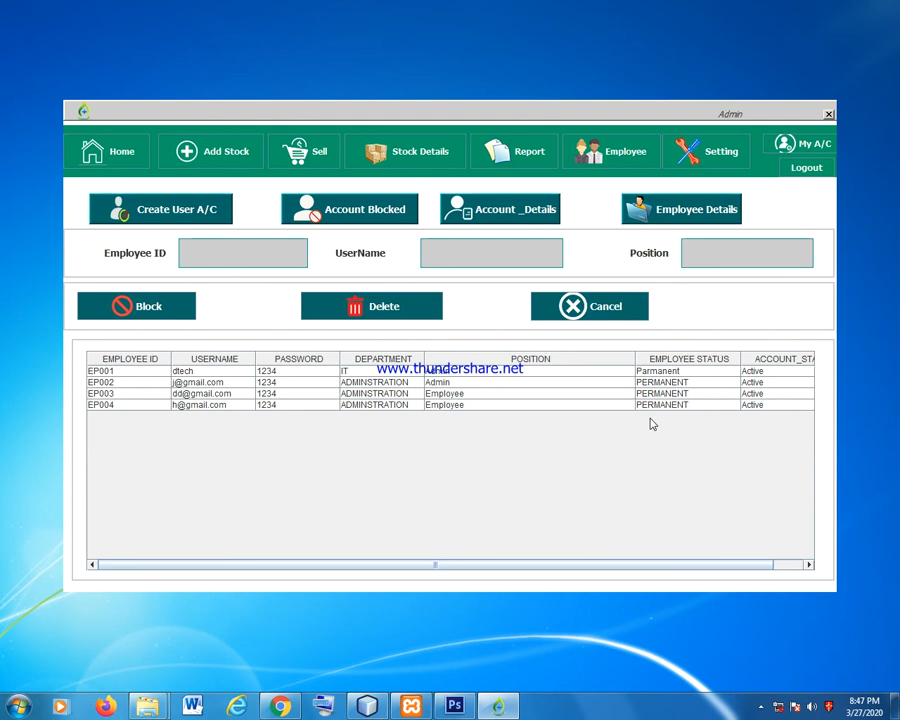 Admin
Home
Add Stock
Sell
Stock Details
Report
Employee
Setting
My A/C
Logout
Create User A/C
Account Blocked
Account _Details
Employee Details
Employee ID
UserName
Position
Block
Delete
Cancel
EMPLOYEE ID USERNAME PASSWORD DEPARTMENT POSITION EMPLOYEE STATUS ACCOUNT_STA
www.thundershare.net
EP001 dtech 1234 IT Parmanent Active
EP002 j@gmail.com 1234 ADMINSTRATION Admin PERMANENT Active
EP003 dd@gmail.com 1234 ADMINSTRATION Employee PERMANENT Active
EP004 h@gmail.com 1234 ADMINSTRATION Employee PERMANENT Active
8:47 PM
3/27/2020